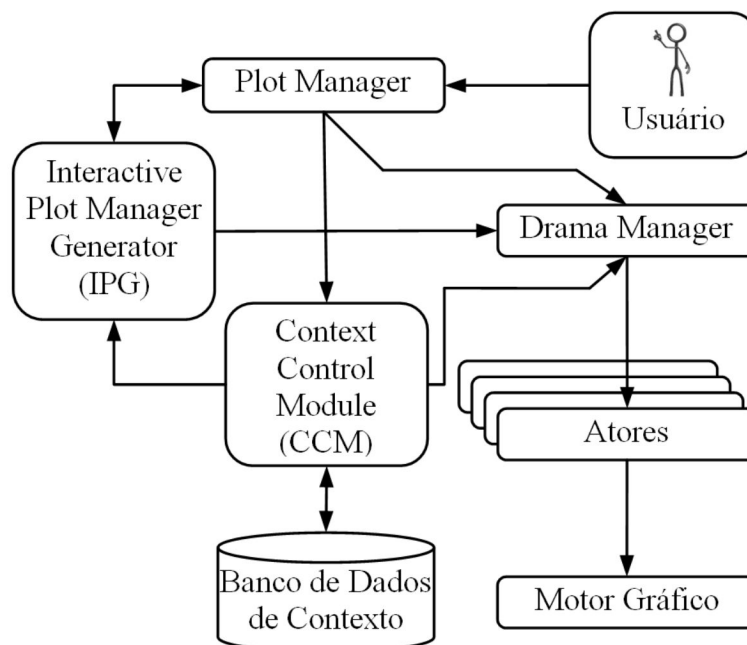 Plot Manager
Usuário
Interactive
Plot Manager
Generator
(IPG)
Drama Manager
Context
Control
Module
(CCM)
Atores
Banco de Dados
de Contexto
Motor Gráfico